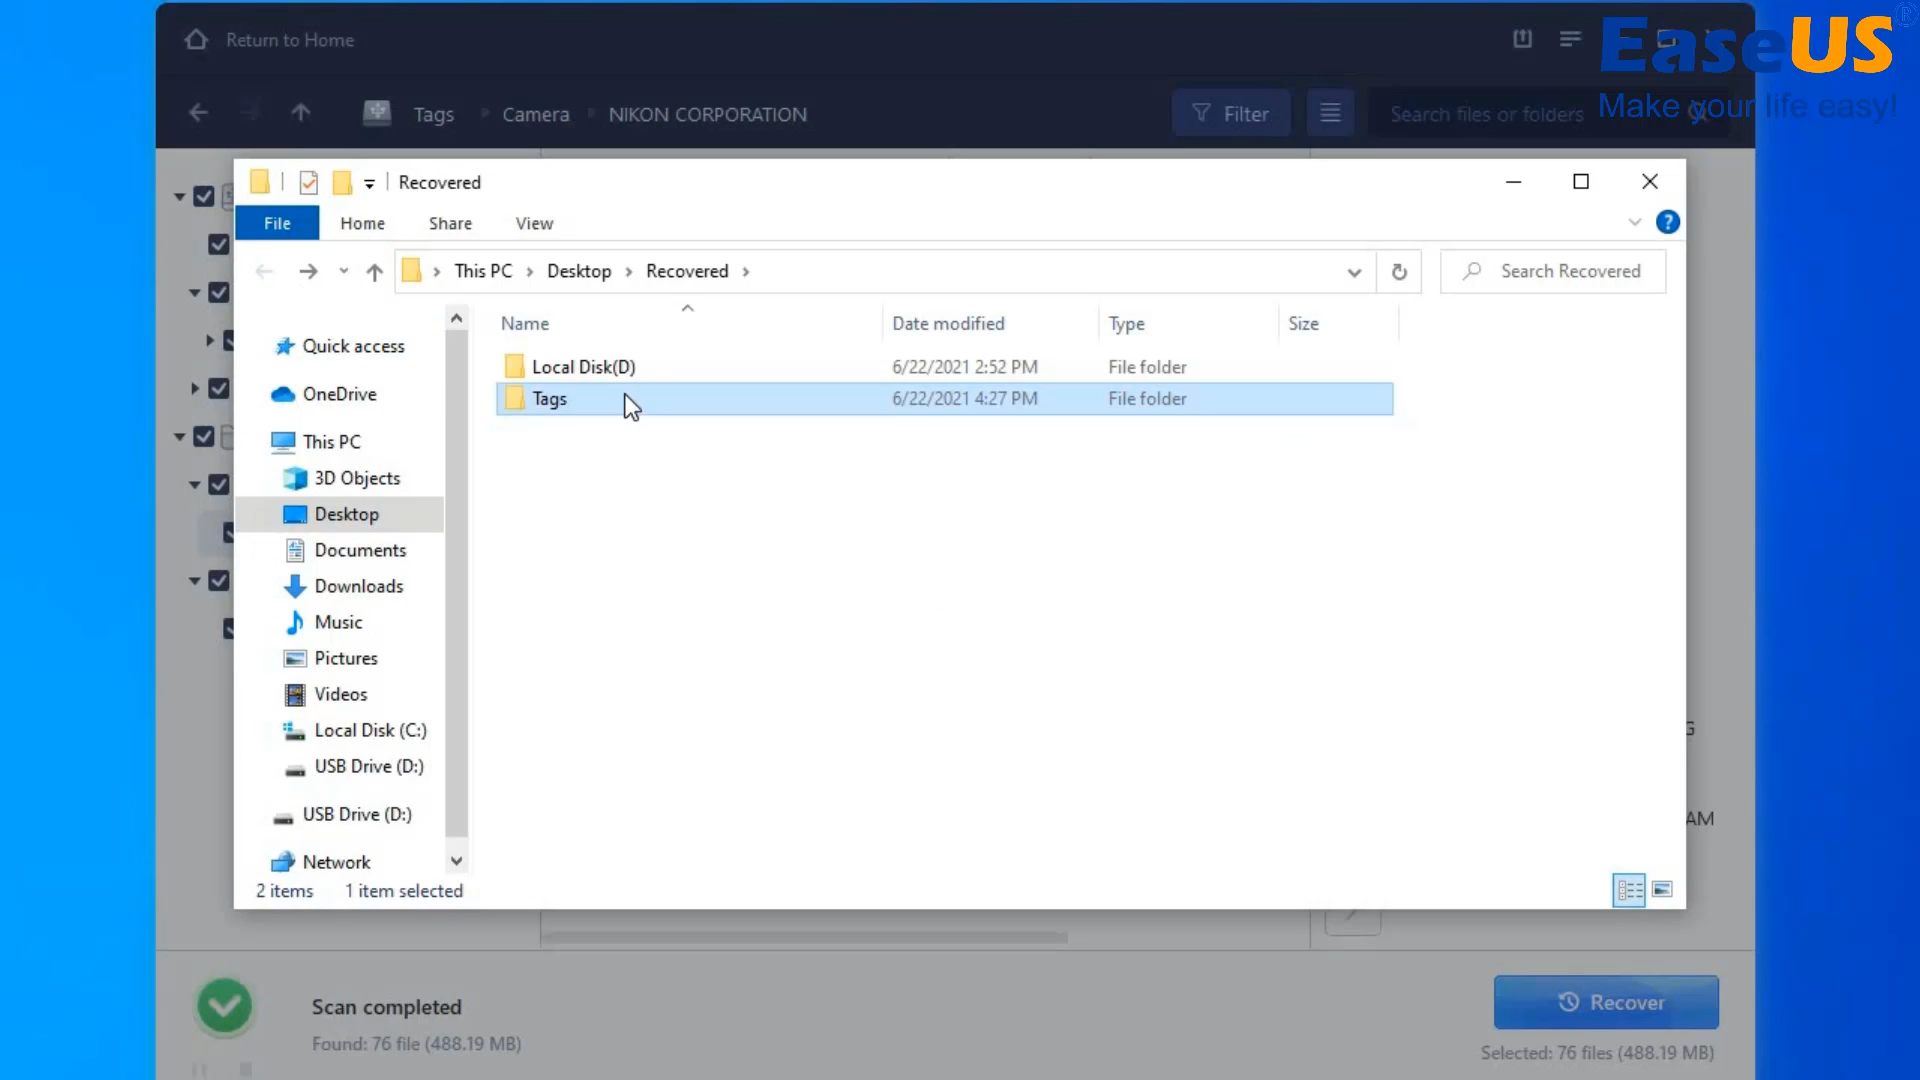 Return to Home
EaseUS®
Make your life easy!
Tags Camera NIKON CORPORATION
Filter
Search files or folders
Recovered
File Home Share View
This PC > Desktop > Recovered >
Search Recovered
Name Date modified Type Size
Local Disk(D) 6/22/2021 2:52 PM File folder
Tags 6/22/2021 4:27 PM File folder
Quick access
OneDrive
This PC
3D Objects
Desktop
Documents
Downloads
Music
Pictures
Videos
Local Disk (C:)
USB Drive (D:)
USB Drive (D:)
Network
2 items 1 item selected
G
AM
Scan completed
Found: 76 file (488.19 MB)
Recover
Selected: 76 files (488.19 MB)